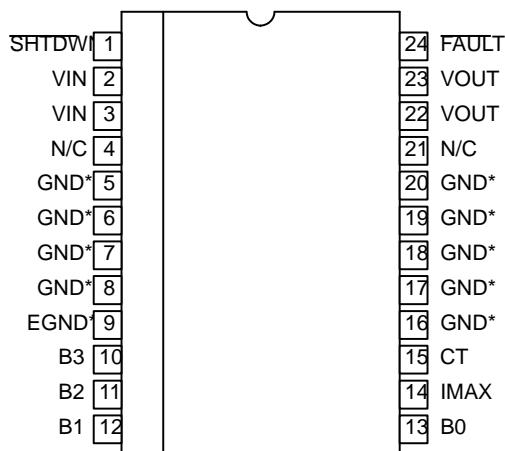 SHTDWN 1 24 FAULT
VIN 2 23 VOUT
VIN 3 22 VOUT
N/C 4 21 N/C
GND* 5 20 GND*
GND* 6 19 GND*
GND* 7 18 GND*
GND* 8 17 GND*
EGND* 9 16 GND*
B3 10 15 CT
B2 11 14 IMAX
B1 12 13 B0